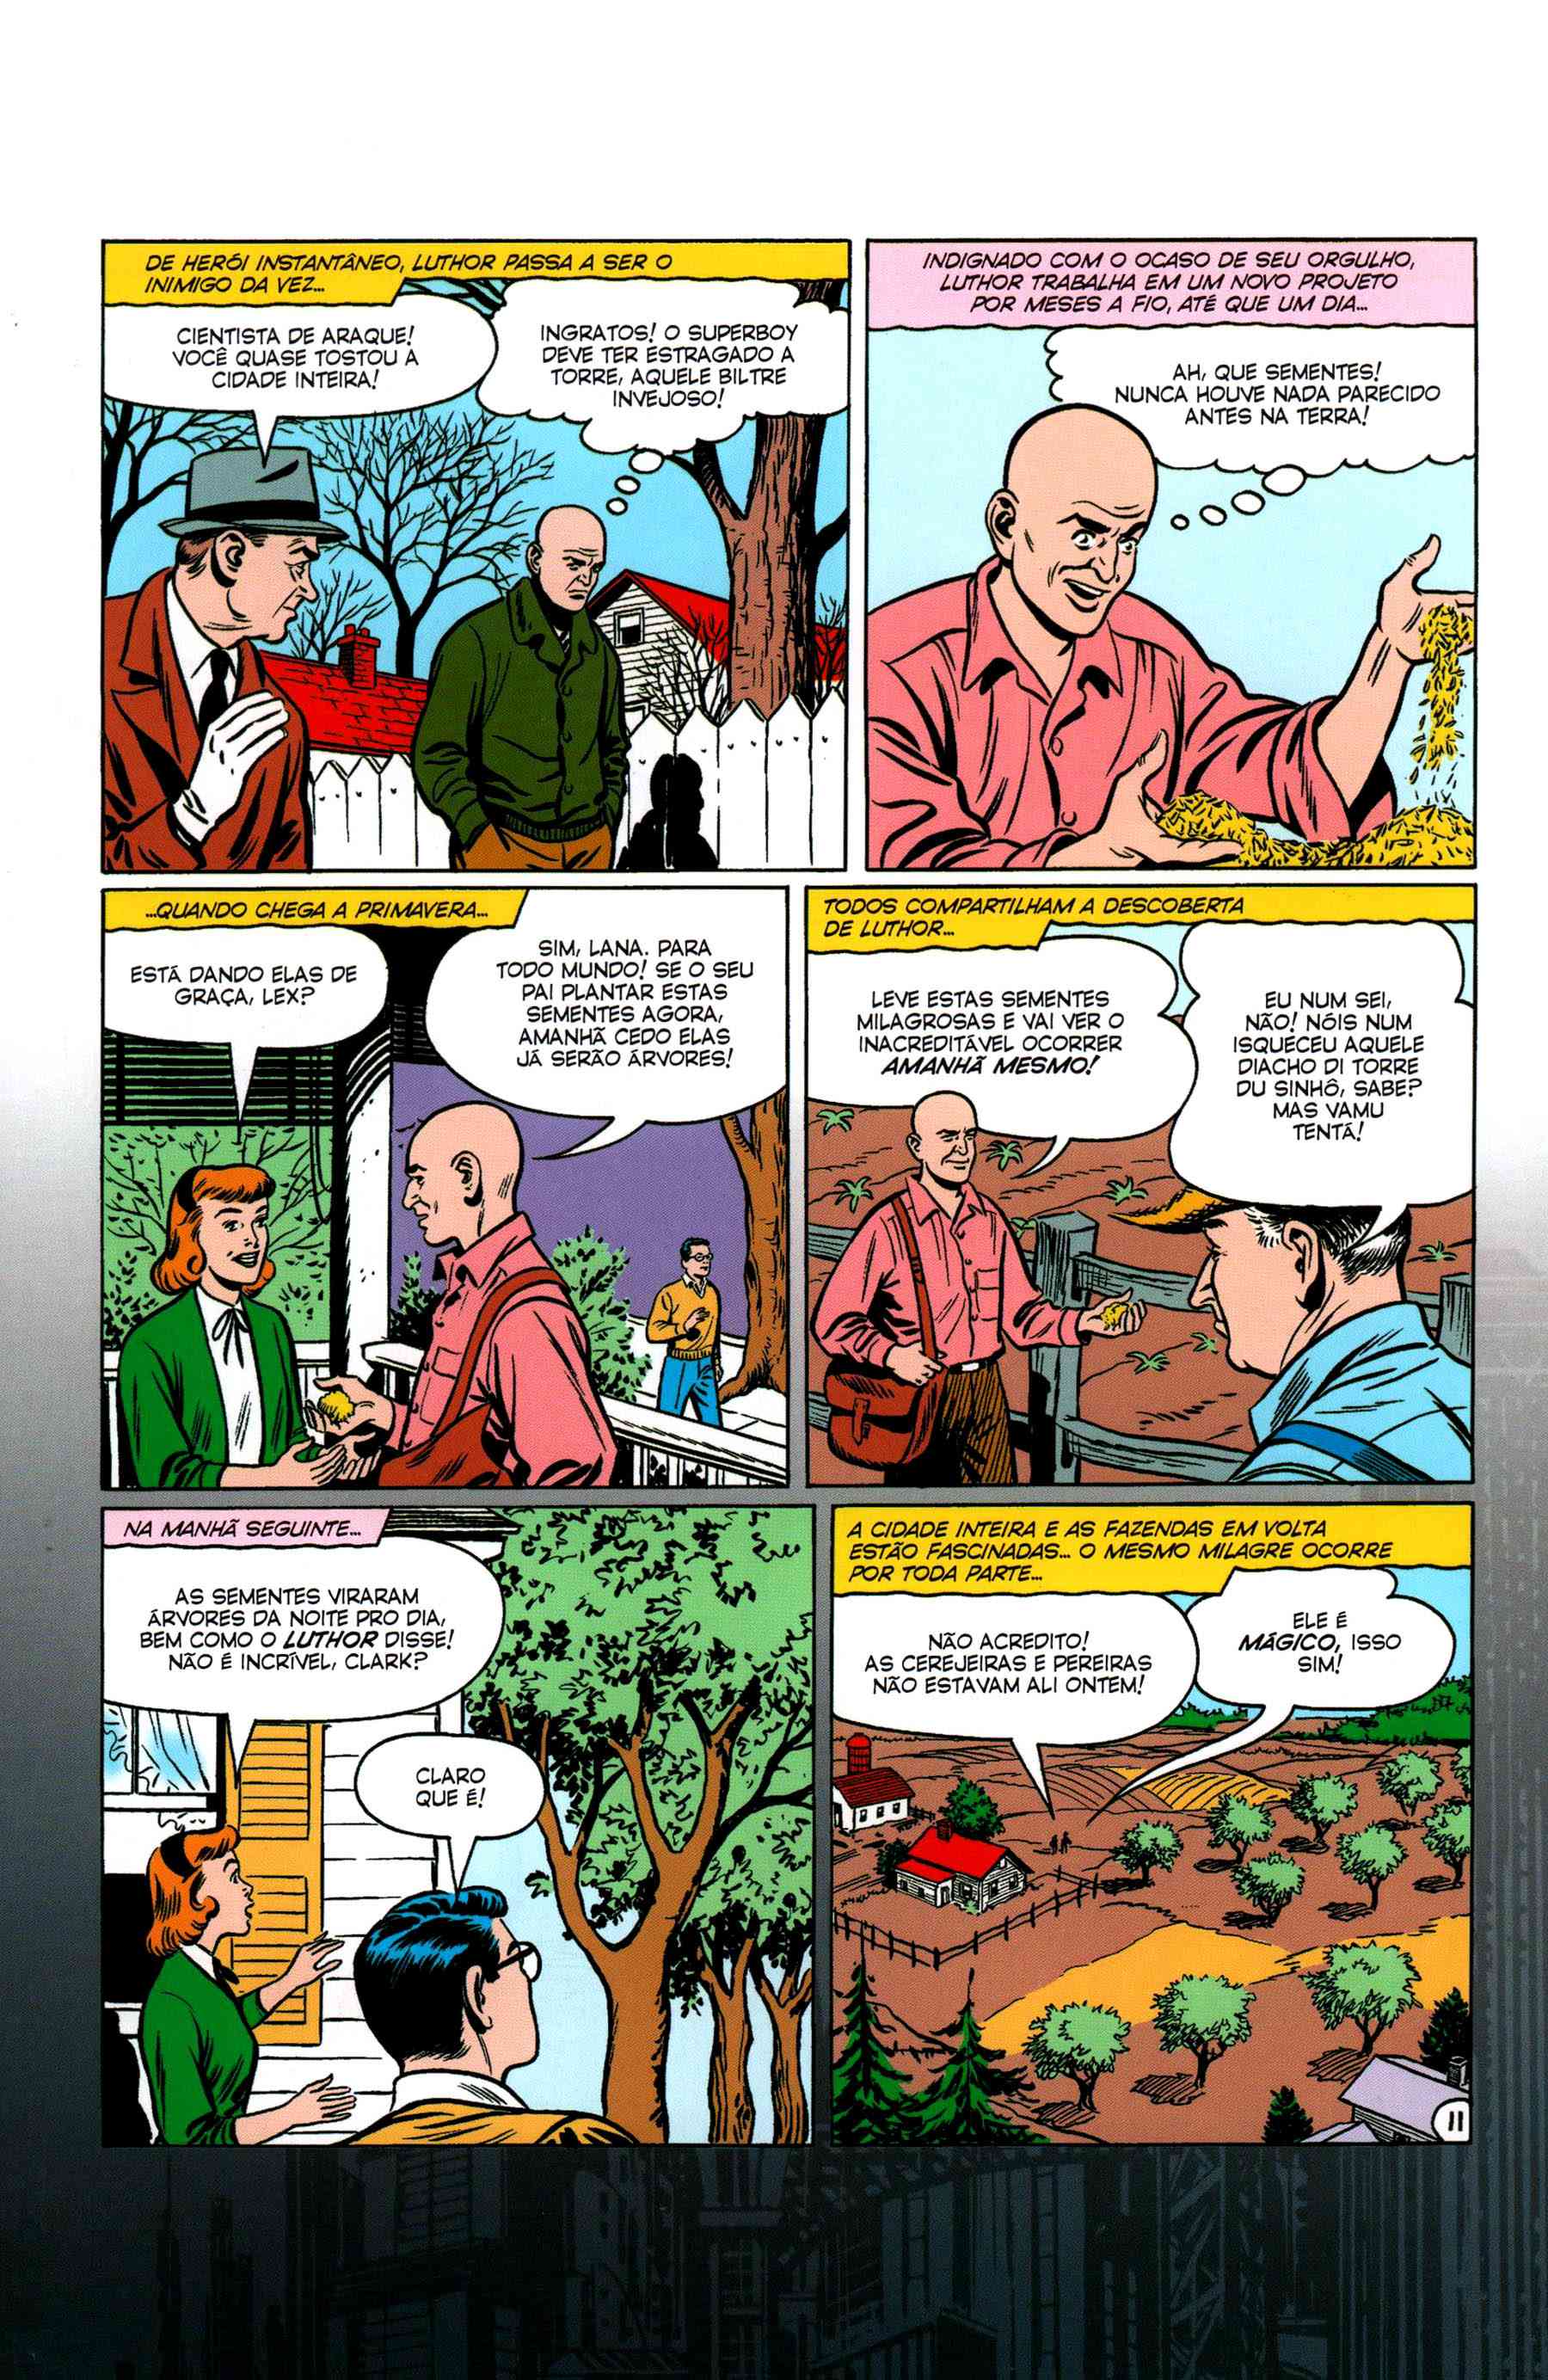 DE HERÓI INSTANTÂNEO, LUTHOR PASSA A SER O
INIMIGO DA VEZ...
CIENTISTA DE ARAQUE!
VOCÊ QUASE TOSTOU A
CIDADE INTEIRA!
INGRATOS! O SUPERBOY
DEVE TER ESTRAGADO A
TORRE, AQUELE BILTRE
INVEJOSO!
INDIGNADO COM O OCASO DE SEU ORGULHO,
LUTHOR TRABALHA EM UM NOVO PROJETO
POR MESES A FIO, ATÉ QUE UM DIA...
AH, QUE SEMENTES!
NUNCA HOUVE NADA PARECIDO
ANTES NA TERRA!
...QUANDO CHEGA A PRIMAVERA...
ESTÁ DANDO ELAS DE
GRAÇA, LEX?
SIM, LANA. PARA
TODO MUNDO! SE O SEU
PAI PLANTAR ESTAS
SEMENTES AGORA,
AMANHÃ CEDO ELAS
JÁ SERÃO ÁRVORES!
TODOS COMPARTILHAM A DESCOBERTA
DE LUTHOR...
LEVE ESTAS SEMENTES
MILAGROSAS E VAI VER O
INACREDITÁVEL OCORRER
AMANHÃ MESMO!
EU NUM SEI,
NÃO! NÓIS NUM
ISQUECEU AQUELE
DIACHO DI TORRE
DU SINHÔ, SABE?
MAS VAMU
TENTÁ!
NA MANHÃ SEGUINTE...
AS SEMENTES VIRARAM
ÁRVORES DA NOITE PRO DIA,
BEM COMO O LUTHOR DISSE!
NÃO É INCRÍVEL, CLARK?
CLARO
QUE É!
A CIDADE INTEIRA E AS FAZENDAS EM VOLTA
ESTÃO FASCINADAS... O MESMO MILAGRE OCORRE
POR TODA PARTE...
NÃO ACREDITO!
AS CEREJEIRAS E PEREIRAS
NÃO ESTAVAM ALI ONTEM!
ELE É
MÁGICO, ISSO
SIM!
11